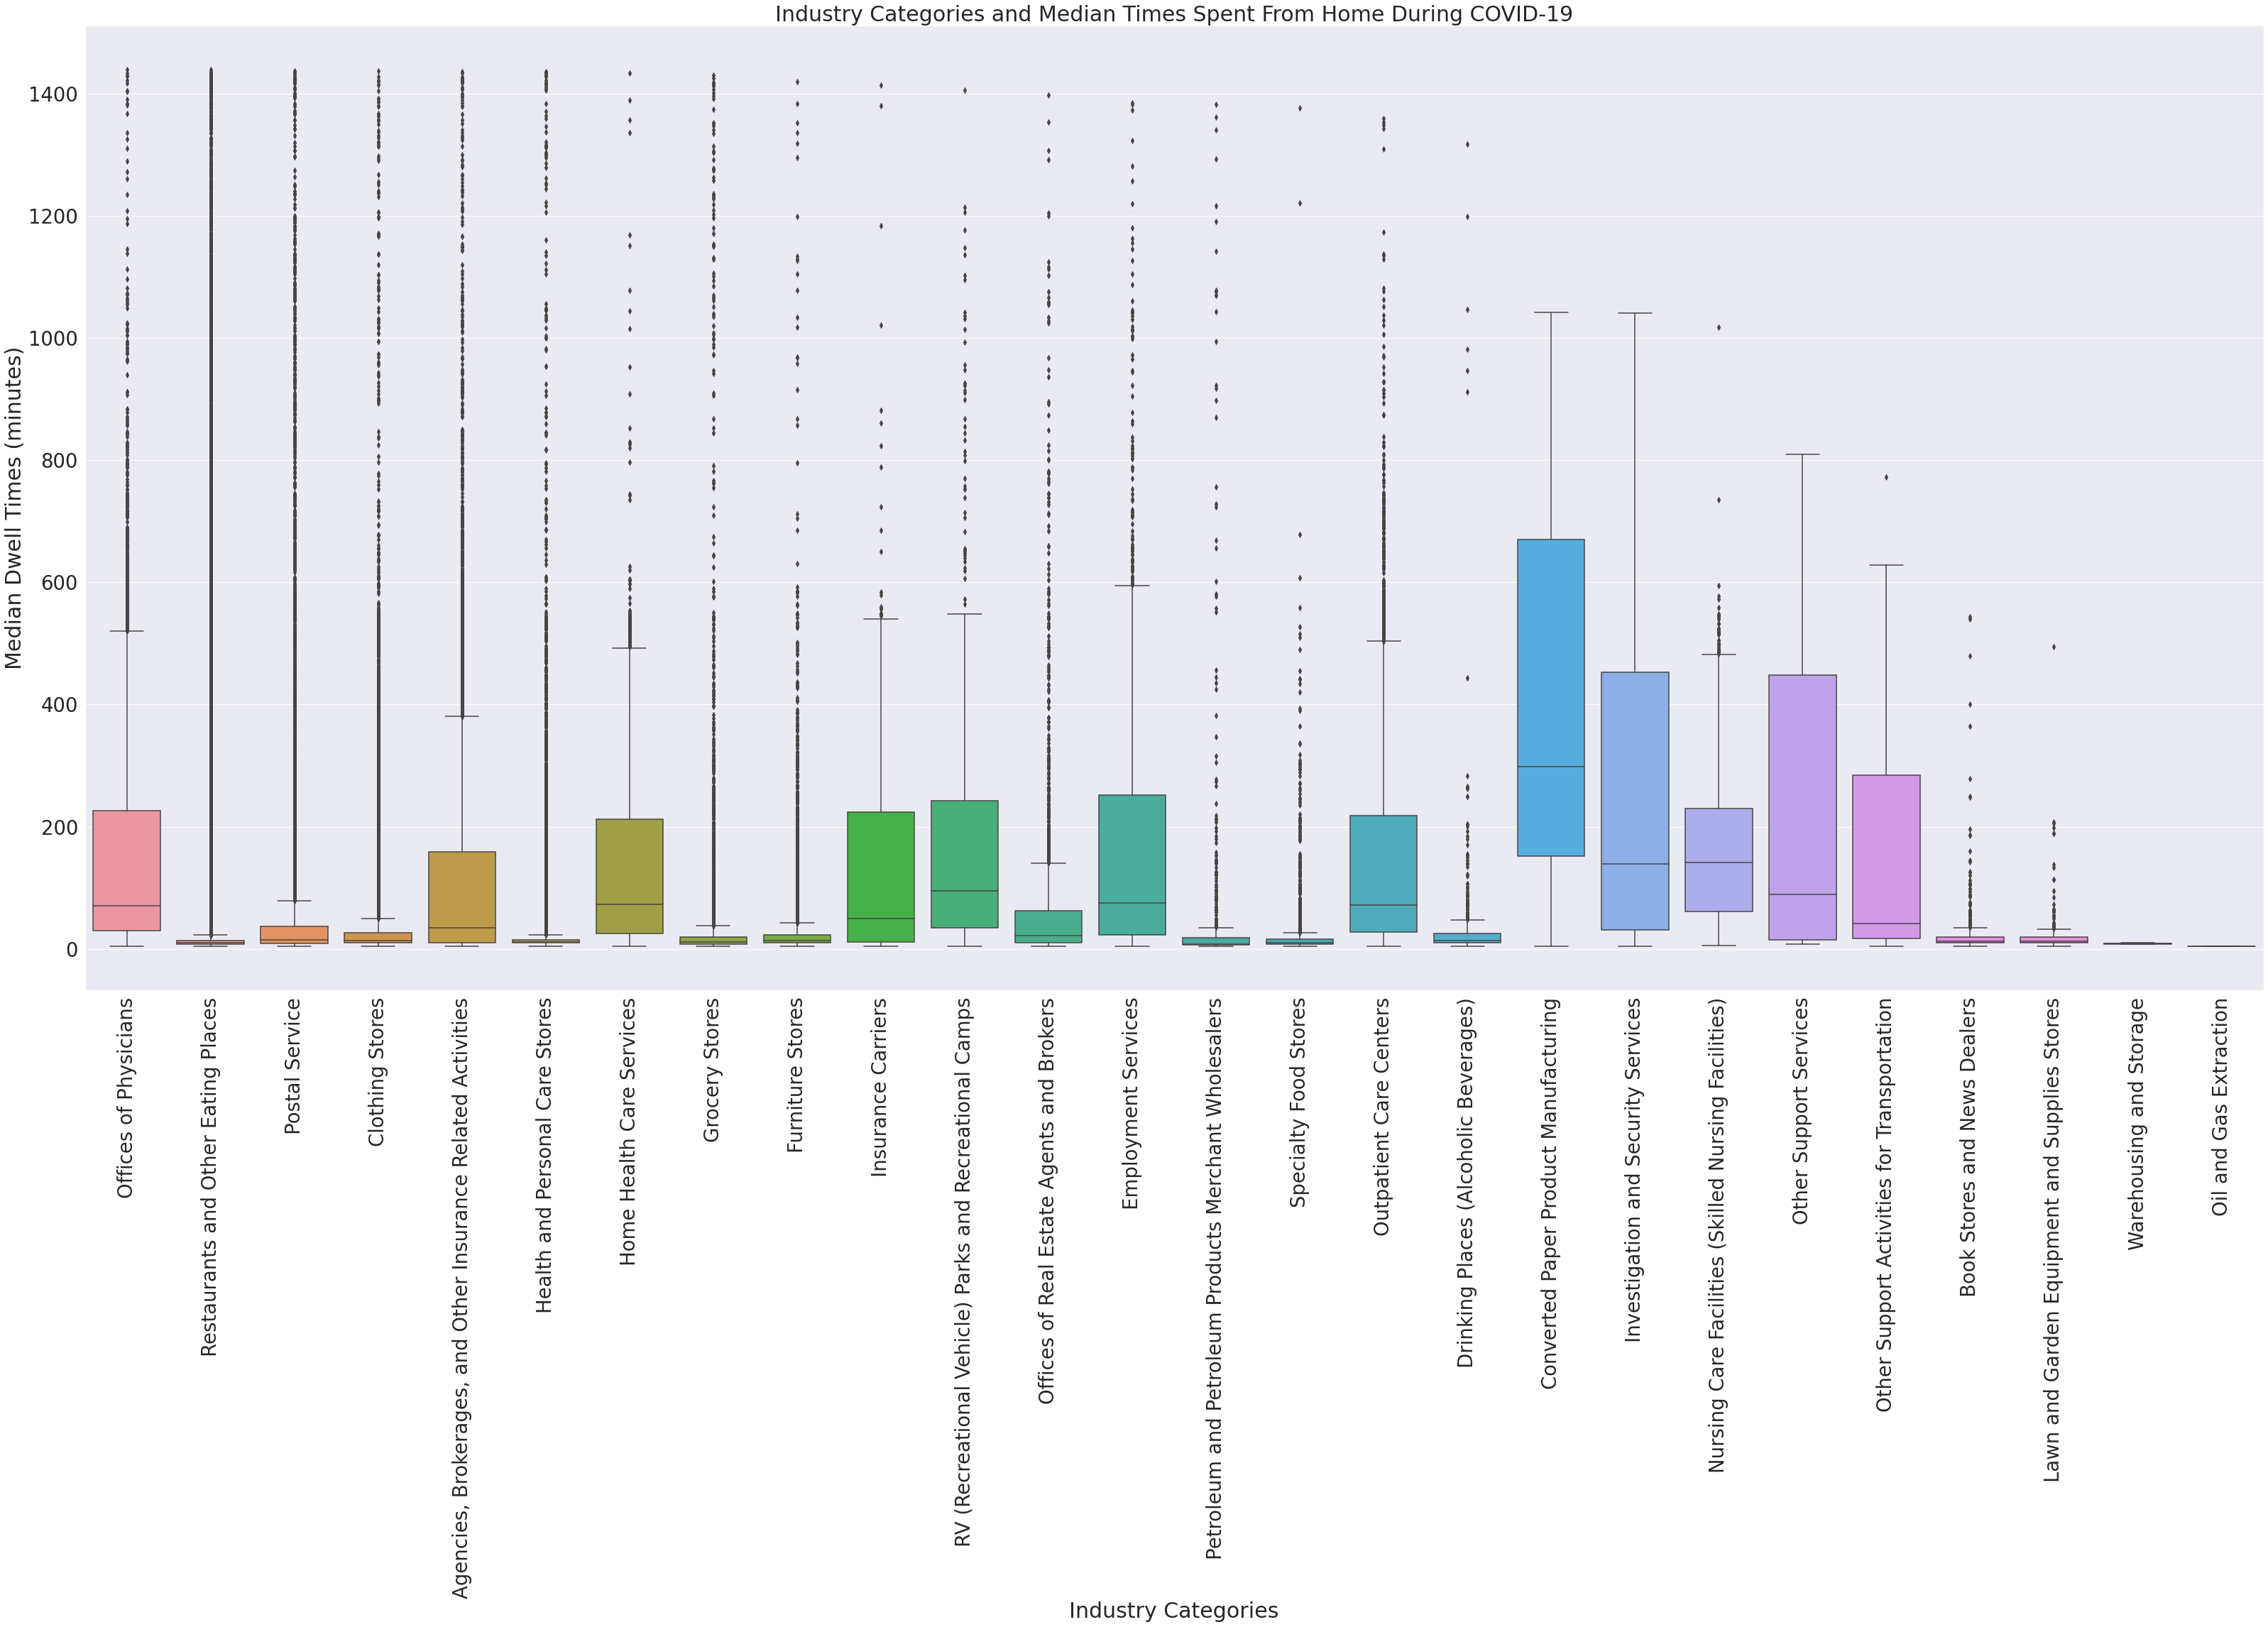 Industry Categories and Median Times Spent From Home During COVID-19
Median Dwell Times (minutes)
1400
1200
1000
800
600
400
200
0
Offices of Physicians
Restaurants and Other Eating Places
Postal Service
Clothing Stores
Agencies, Brokerages, and Other Insurance Related Activities
Health and Personal Care Stores
Home Health Care Services
Grocery Stores
Furniture Stores
Insurance Carriers
RV (Recreational Vehicle) Parks and Recreational Camps
Offices of Real Estate Agents and Brokers
Employment Services
Petroleum and Petroleum Products Merchant Wholesalers
Specialty Food Stores
Outpatient Care Centers
Drinking Places (Alcoholic Beverages)
Converted Paper Product Manufacturing
Investigation and Security Services
Nursing Care Facilities (Skilled Nursing Facilities)
Other Support Services
Other Support Activities for Transportation
Book Stores and News Dealers
Lawn and Garden Equipment and Supplies Stores
Warehousing and Storage
Oil and Gas Extraction
Industry Categories